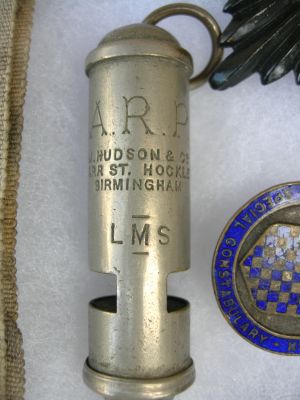 A.R.P
J. HUDSON & CO
BARR ST. HOCKLEY
BIRMINGHAM
LMS
SPECIAL CONSTABULARY